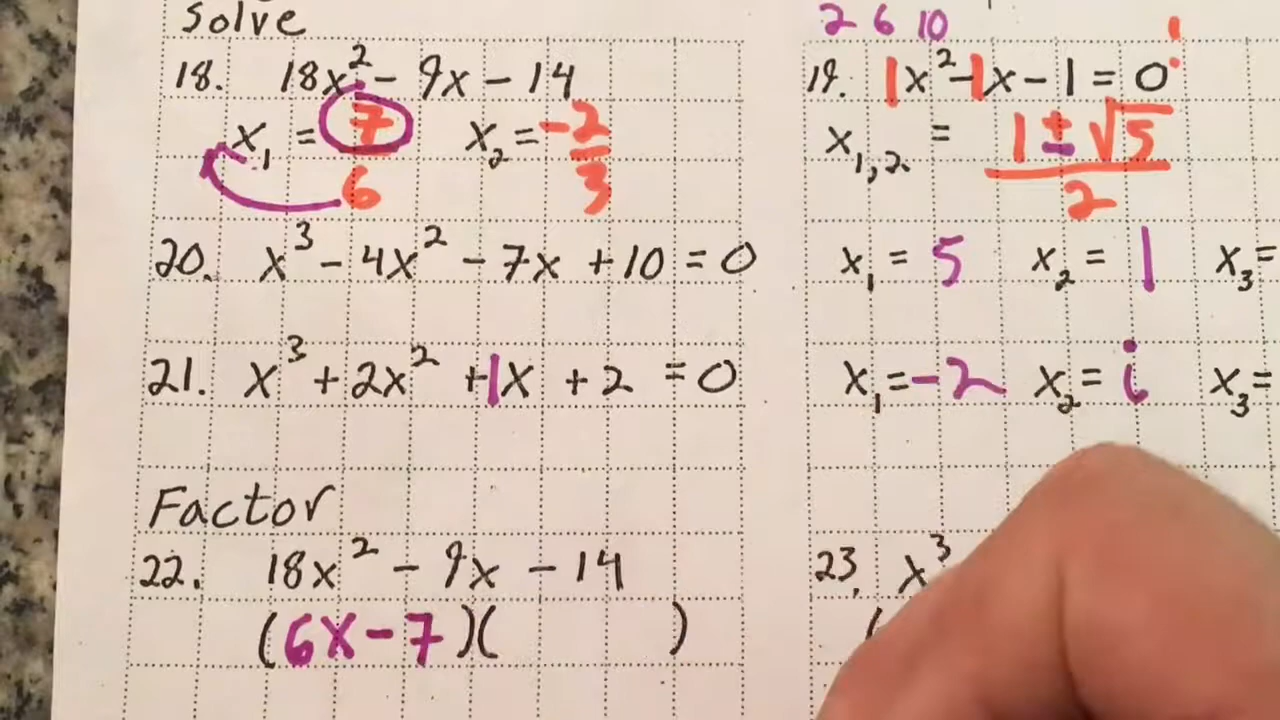 Solve
18. 18x² - 9x - 14
x₁ = 7/6 x₂ = -2/3
2 6 10
19. 1x² - 1x - 1 = 0
x₁,₂ = 1 ± √5 / 2
20. x³ - 4x² - 7x + 10 = 0 x₁ = 5 x₂ = 1 x₃ =
21. x³ + 2x² + 1x + 2 = 0 x₁ = -2 x₂ = i x₃ =
Factor
22. 18x² - 9x - 14
(6x - 7)( )
23. x³
(